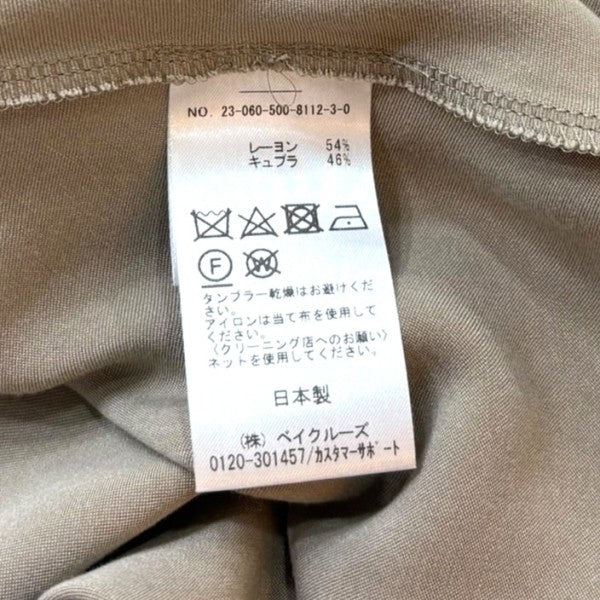 NO. 23-060-500-8112-3-0
レーヨン 54%
キュプラ 46%
F W
タンブラー乾燥はお避けください。
アイロンは当て布を使用してください。
〈クリーニング店へのお願い〉
ネットを使用してください。
日本製
（株）ベイクルーズ
0120-301457/カスタマーサポート